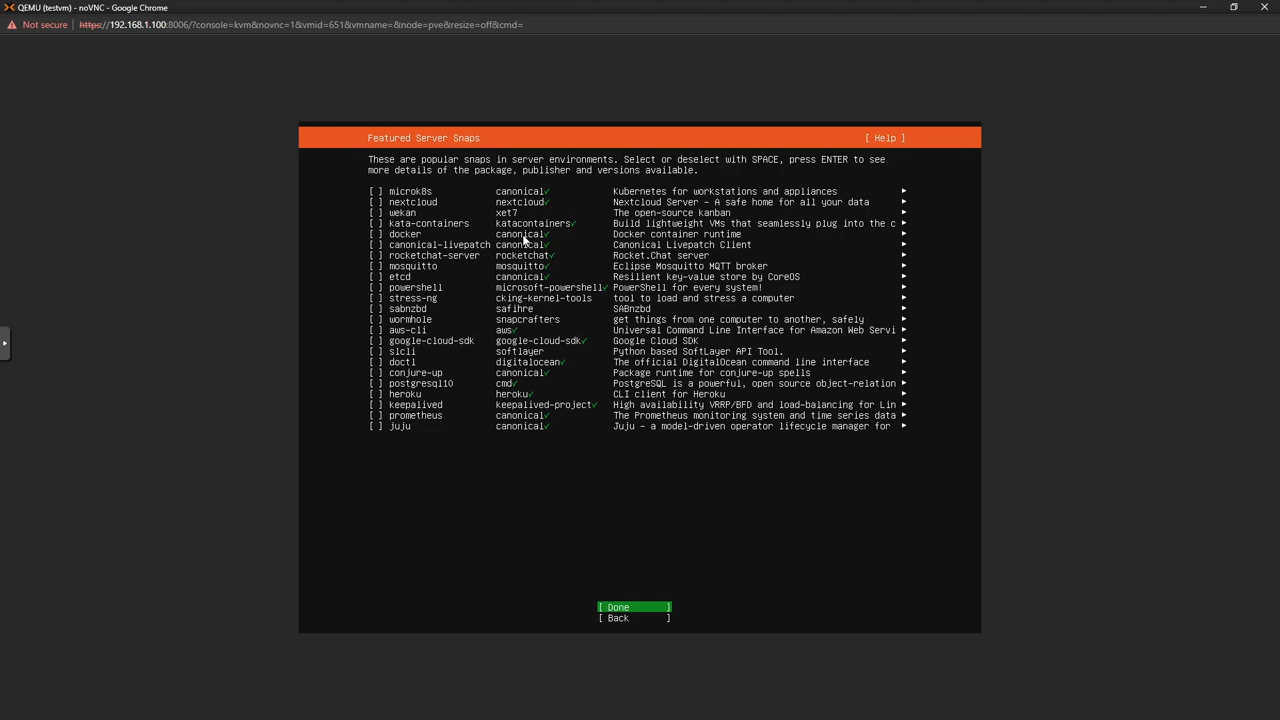 QEMU (testvm) - noVNC - Google Chrome
Not secure https://192.168.1.100:8006/?console=kvm&novnc=1&vmid=651&vmname=&node=pve&resize=off&cmd=
Featured Server Snaps [ Help ]
These are popular snaps in server environments. Select or deselect with SPACE, press ENTER to see
more details of the package, publisher and versions available.
[ ] microk8s canonical✓ Kubernetes for workstations and appliances ▸
[ ] nextcloud nextcloud✓ Nextcloud Server – A safe home for all your data ▸
[ ] wekan xet7 The open-source kanban ▸
[ ] kata-containers katacontainers✓ Build lightweight VMs that seamlessly plug into the c ▸
[ ] docker canonical✓ Docker container runtime ▸
[ ] canonical-livepatch canonical✓ Canonical Livepatch Client ▸
[ ] rocketchat-server rocketchat✓ Rocket.Chat server ▸
[ ] mosquitto mosquitto✓ Eclipse Mosquitto MQTT broker ▸
[ ] etcd canonical✓ Resilient key-value store by CoreOS ▸
[ ] powershell microsoft-powershell✓ PowerShell for every system! ▸
[ ] stress-ng cking-kernel-tools tool to load and stress a computer ▸
[ ] sabnzbd safihre SABnzbd ▸
[ ] wormhole snapcrafters get things from one computer to another, safely ▸
[ ] aws-cli aws✓ Universal Command Line Interface for Amazon Web Servi ▸
[ ] google-cloud-sdk google-cloud-sdk✓ Google Cloud SDK ▸
[ ] slcli softlayer Python based SoftLayer API Tool. ▸
[ ] doctl digitalocean✓ The official DigitalOcean command line interface ▸
[ ] conjure-up canonical✓ Package runtime for conjure-up spells ▸
[ ] postgresql10 cmd✓ PostgreSQL is a powerful, open source object-relation ▸
[ ] heroku heroku✓ CLI client for Heroku ▸
[ ] keepalived keepalived-project✓ High availability VRRP/BFD and load-balancing for Lin ▸
[ ] prometheus canonical✓ The Prometheus monitoring system and time series data ▸
[ ] juju canonical✓ Juju - a model-driven operator lifecycle manager for ▸
[ Done ]
[ Back ]